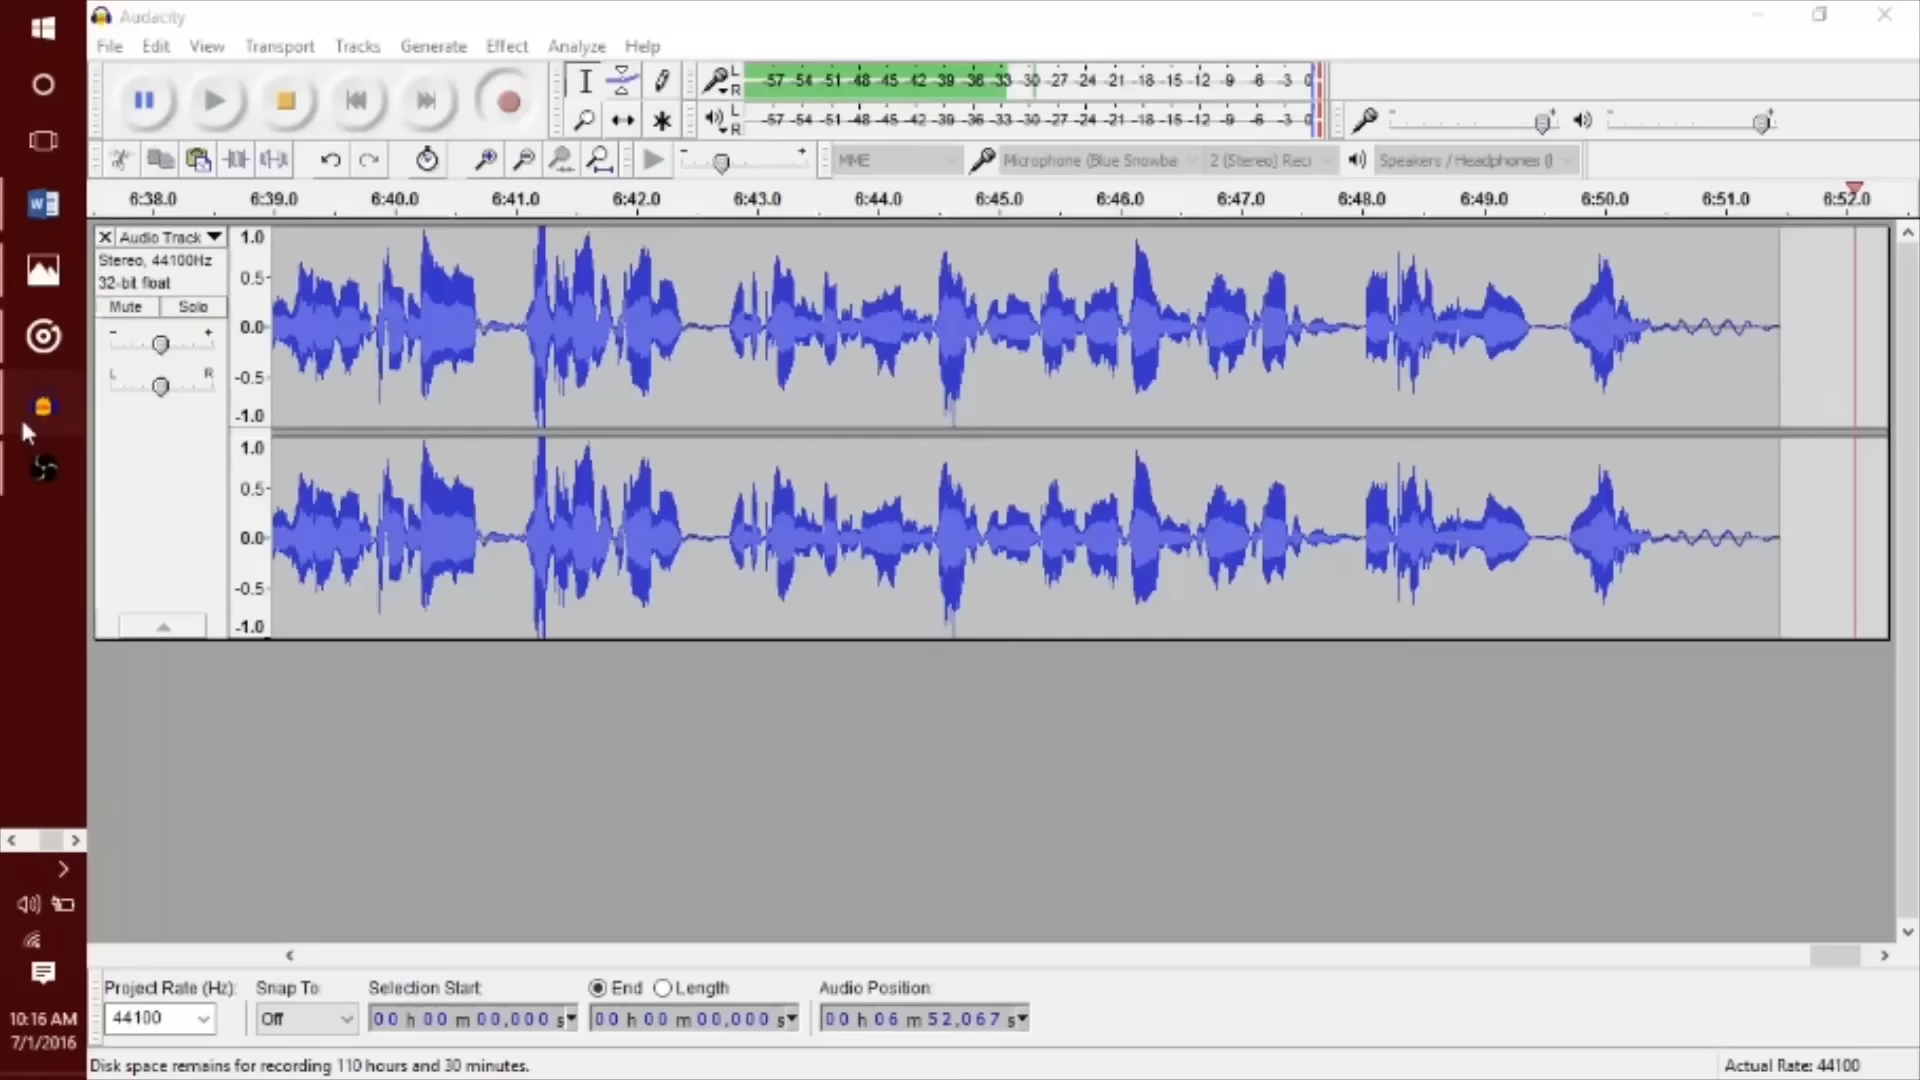 Audacity
File Edit View Transport Tracks Generate Effect Analyze Help
L R -57 -54 -51 -48 -45 -42 -39 -36 -33 -30 -27 -24 -21 -18 -15 -12 -9 -6 -3 0
L R -57 -54 -51 -48 -45 -42 -39 -36 -33 -30 -27 -24 -21 -18 -15 -12 -9 -6 -3 0
- + MME Microphone (Blue Snowba 2 (Stereo) Reci Speakers / Headphones (
6:38.0 6:39.0 6:40.0 6:41.0 6:42.0 6:43.0 6:44.0 6:45.0 6:46.0 6:47.0 6:48.0 6:49.0 6:50.0 6:51.0 6:52.0
X Audio Track 1.0
Stereo, 44100Hz
32-bit float 0.5
Mute Solo
- + 0.0
L R -0.5
-1.0
1.0
0.5
0.0
-0.5
-1.0
Project Rate (Hz): Snap To Selection Start: End Length Audio Position:
44100 Off 00 h 00 m 00,000 s 00 h 00 m 00,000 s 00 h 06 m 52,067 s
10:16 AM
7/1/2016
Disk space remains for recording 110 hours and 30 minutes. Actual Rate: 44100